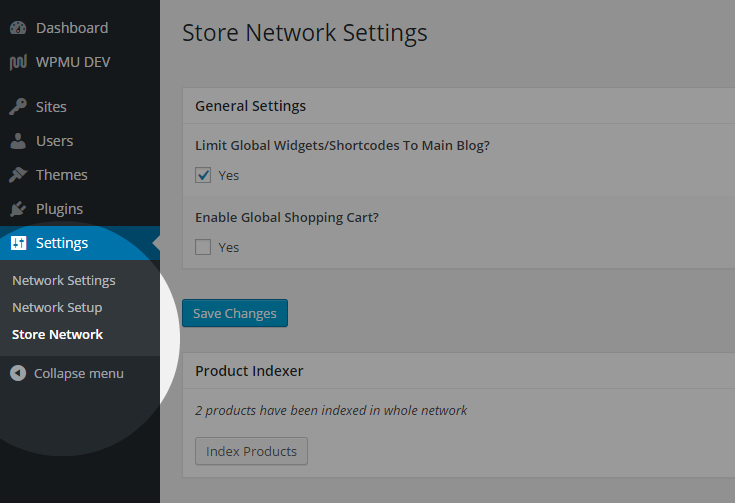 Dashboard
WPMU DEV
Sites
Users
Themes
Plugins
Settings
Network Settings
Network Setup
Store Network
Collapse menu
Store Network Settings
General Settings
Limit Global Widgets/Shortcodes To Main Blog?
Yes
Enable Global Shopping Cart?
Yes
Save Changes
Product Indexer
2 products have been indexed in whole network
Index Products